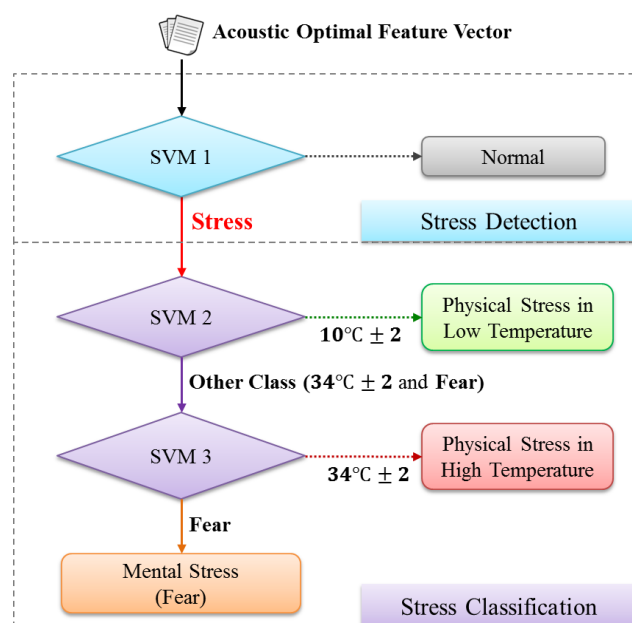 Acoustic Optimal Feature Vector
SVM 1
Normal
Stress
Stress Detection
SVM 2
Physical Stress in
Low Temperature
10℃ ± 2
Other Class (34℃ ± 2 and Fear)
SVM 3
Physical Stress in
High Temperature
34℃ ± 2
Fear
Mental Stress
(Fear)
Stress Classification